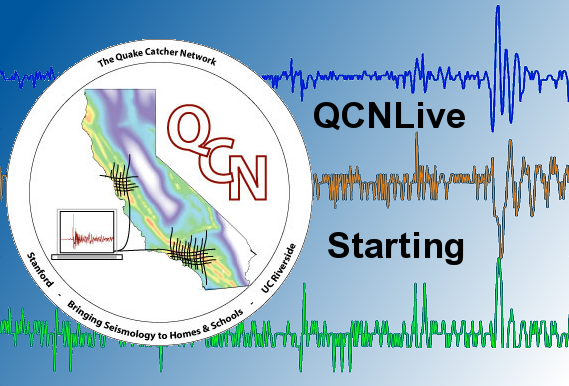 The Quake Catcher Network
QCN
QCNLive
Starting
Stanford - Bringing Seismology to Homes & Schools - UC Riverside